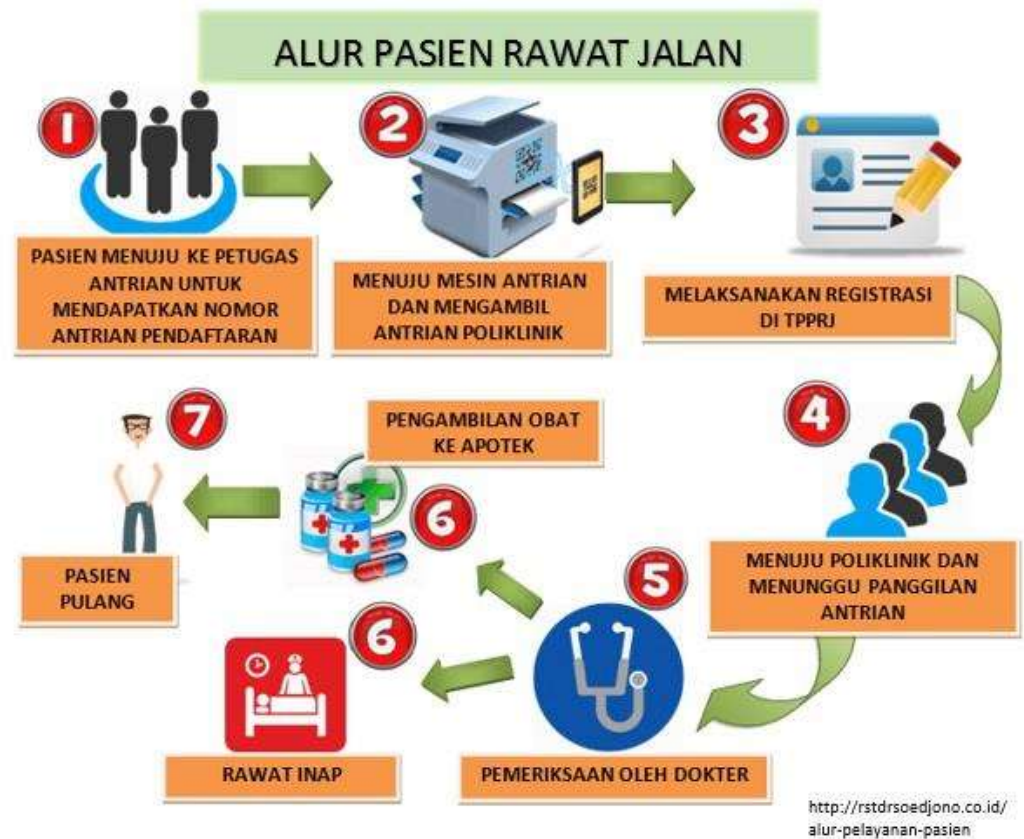 ALUR PASIEN RAWAT JALAN
1
PASIEN MENUJU KE PETUGAS
ANTRIAN UNTUK
MENDAPATKAN NOMOR
ANTRIAN PENDAFTARAN
2
MENUJU MESIN ANTRIAN
DAN MENGAMBIL
ANTRIAN POLIKLINIK
3
MELAKSANAKAN REGISTRASI
DI TPPRJ
4
MENUJU POLIKLINIK DAN
MENUNGGU PANGGILAN
ANTRIAN
5
PEMERIKSAAN OLEH DOKTER
6
PENGAMBILAN OBAT
KE APOTEK
6
RAWAT INAP
7
PASIEN
PULANG
http://rstdrsoedjono.co.id/
alur-pelayanan-pasien